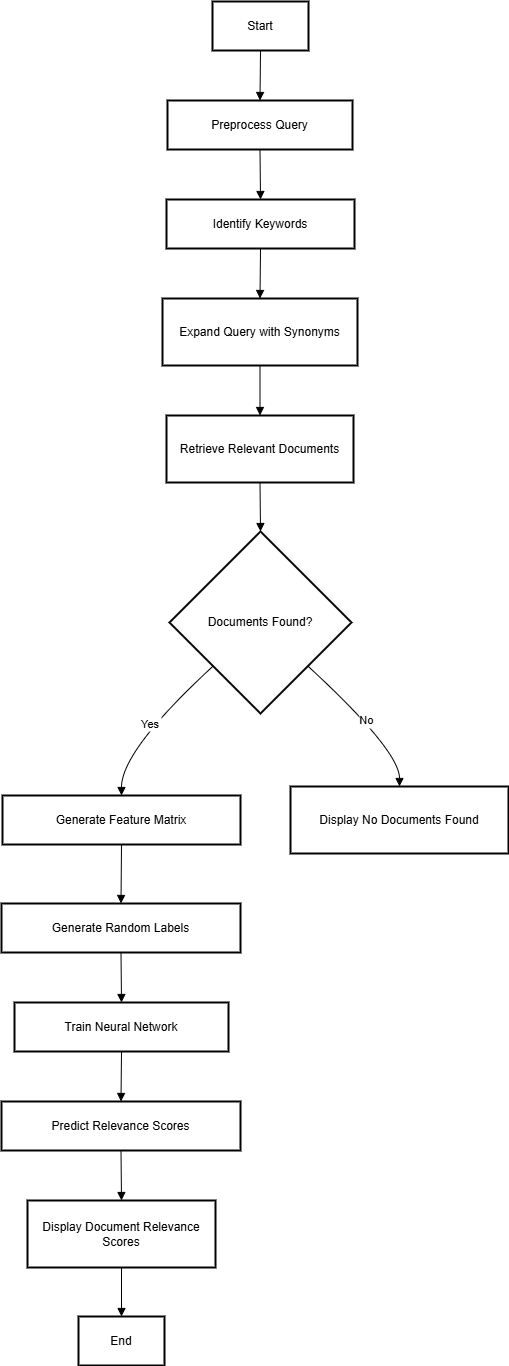 Start
Preprocess Query
Identify Keywords
Expand Query with Synonyms
Retrieve Relevant Documents
Documents Found?
Yes
No
Generate Feature Matrix
Display No Documents Found
Generate Random Labels
Train Neural Network
Predict Relevance Scores
Display Document Relevance
Scores
End